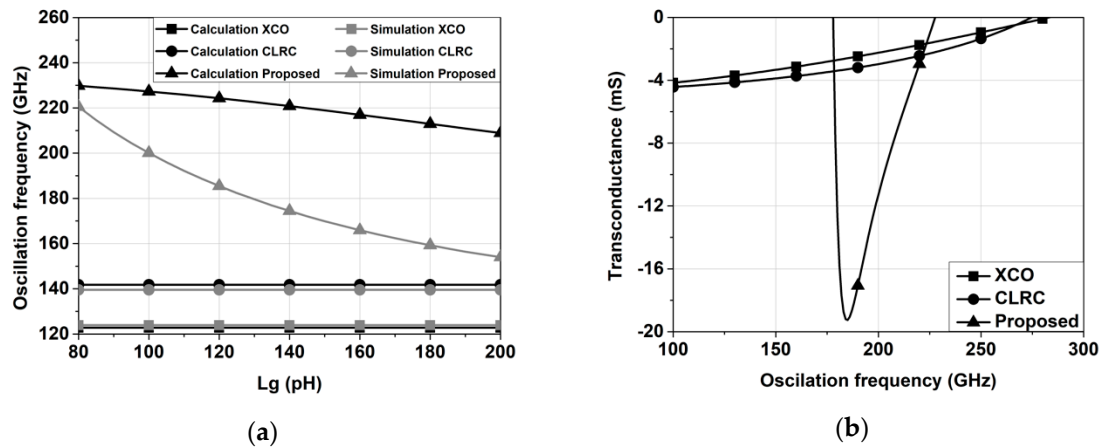 260
240
220
200
180
160
140
120
Oscillation frequency (GHz)
Calculation XCO
Simulation XCO
Calculation CLRC
Simulation CLRC
Calculation Proposed
Simulation Proposed
80 100 120 140 160 180 200
Lg (pH)
(a)
0
-4
-8
-12
-16
-20
Transconductance (mS)
XCO
CLRC
Proposed
100 150 200 250 300
Oscilation frequency (GHz)
(b)